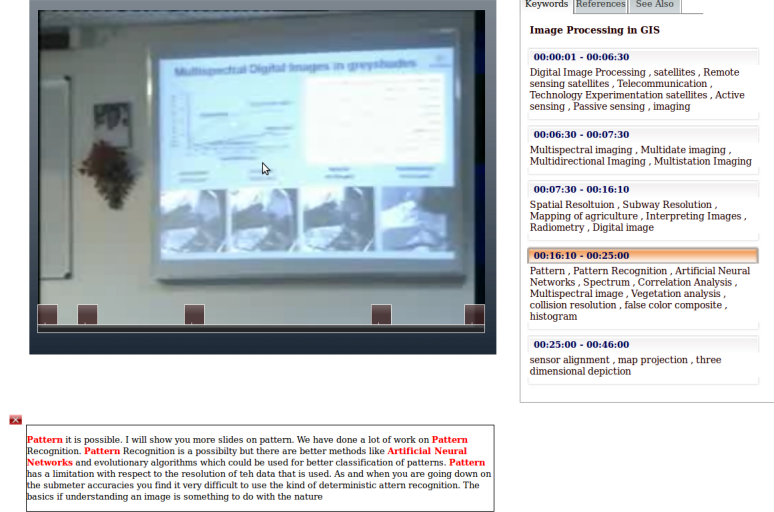 Keywords References See Also
Image Processing in GIS
00:00:01 - 00:06:30
Digital Image Processing , satellites , Remote
sensing satellites , Telecommunication ,
Technology Experimentation satellites , Active
sensing , Passive sensing , imaging
00:06:30 - 00:07:30
Multispectral imaging , Multidate imaging ,
Multidirectional Imaging , Multistation Imaging
00:07:30 - 00:16:10
Spatial Resoltuion , Subway Resolution ,
Mapping of agriculture , Interpreting Images ,
Radiometry , Digital image
00:16:10 - 00:25:00
Pattern , Pattern Recognition , Artificial Neural
Networks , Spectrum , Correlation Analysis ,
Multispectral image , Vegetation analysis ,
collision resolution , false color composite ,
histogram
00:25:00 - 00:46:00
sensor alignment , map projection , three
dimensional depiction
Multispectral Digital Images in greyshades
Pattern it is possible. I will show you more slides on pattern. We have done a lot of work on Pattern
Recognition. Pattern Recognition is a possibilty but there are better methods like Artificial Neural
Networks and evolutionary algorithms which could be used for better classification of patterns. Pattern
has a limitation with respect to the resolution of teh data that is used. As and when you are going down on
the submeter accuracies you find it very difficult to use the kind of deterministic attern recognition. The
basics if understanding an image is something to do with the nature